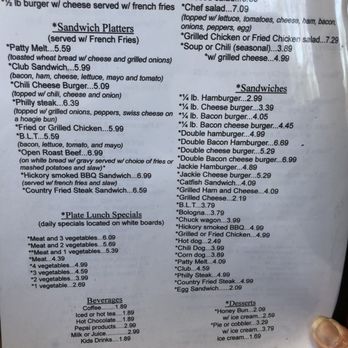 ½ lb burger w/ cheese served w/ french fries
*Sandwich Platters
(served w/ French Fries)
*Patty Melt...5.59
(toasted wheat bread w/ cheese and grilled onions)
*Club Sandwich...5.99
(bacon, ham, cheese, lettuce, mayo and tomato)
*Chili Cheese Burger...5.09
(topped w/ chili, cheese and onion)
*Philly steak...6.39
(topped w/ grilled onions, peppers, swiss cheese on
a hoagie bun)
*Fried or Grilled Chicken...5.99
*B.L.T...5.59
(bacon, lettuce, tomato, and mayo)
*Open Roast Beef...6.99
(on white bread w/ gravy served w/ choice of fries or
mashed potatoes and slaw)
*Hickory smoked BBQ Sandwich...6.99
(served w/ french fries and slaw)
*Country Fried Steak Sandwich...6.59
*Plate Lunch Specials
(daily specials located on white boards)
*Meat and 3 vegetables..6.09
*Meat and 2 vegetables...5.69
**Meat and 1 vegetables...5.39
*Meat...4.39
*4 vegetables...4.99
*3 vegetables...4.59
*2 vegetables...3.99
*1 vegetable...2.69
Beverages
Coffee.........1.89
Iced or hot tea....1.89
Hot Chocolate....1.89
Pepsi products....2.99
Milk or Juice.........2.99
Kids Drinks...1.89
*Chef salad...7.09
(topped w/ lettuce, tomatoes, cheese, ham, bacon,
onions, peppers, egg)
*Grilled Chicken or Fried Chicken salad...7.29
*Soup or Chili (seasonal)...3.89
*w/ grilled cheese...4.99
*Sandwiches
*¼ lb. Hamburger...2.99
*¼ lb. Cheese burger...3.39
*¼ lb. Bacon burger...4.05
*¼ lb. Bacon cheese burger...4.45
*Double hamburger...4.99
*Double Bacon Hamburger...6.69
*Double cheese burger...5.29
*Double Bacon cheese burger...6.99
Jackie Hamburger...4.89
*Jackie Cheese burger...5.29
*Catfish Sandwich...4.09
*Grilled Ham and Cheese...4.09
*Grilled Cheese...2.19
*B.L.T...3.79
*Bologna...3.79
*Chuck wagon...3.99
*Hickory smoked BBQ...4.99
*Grilled or Fried Chicken...4.99
*Hot dog...2.49
*Chili Dog...3.99
*Corn dog...3.89
*Patty Melt...4.09
*Club...4.59
*Philly Steak...4.99
*Country Fried Steak...4.99
*Egg Sandwich...2.09
*Desserts
*Honey Bun...2.09
w/ ice cream...2.59
*Pie or cobbler...3.29
w/ ice cream...3.79
Ice cream...1.69